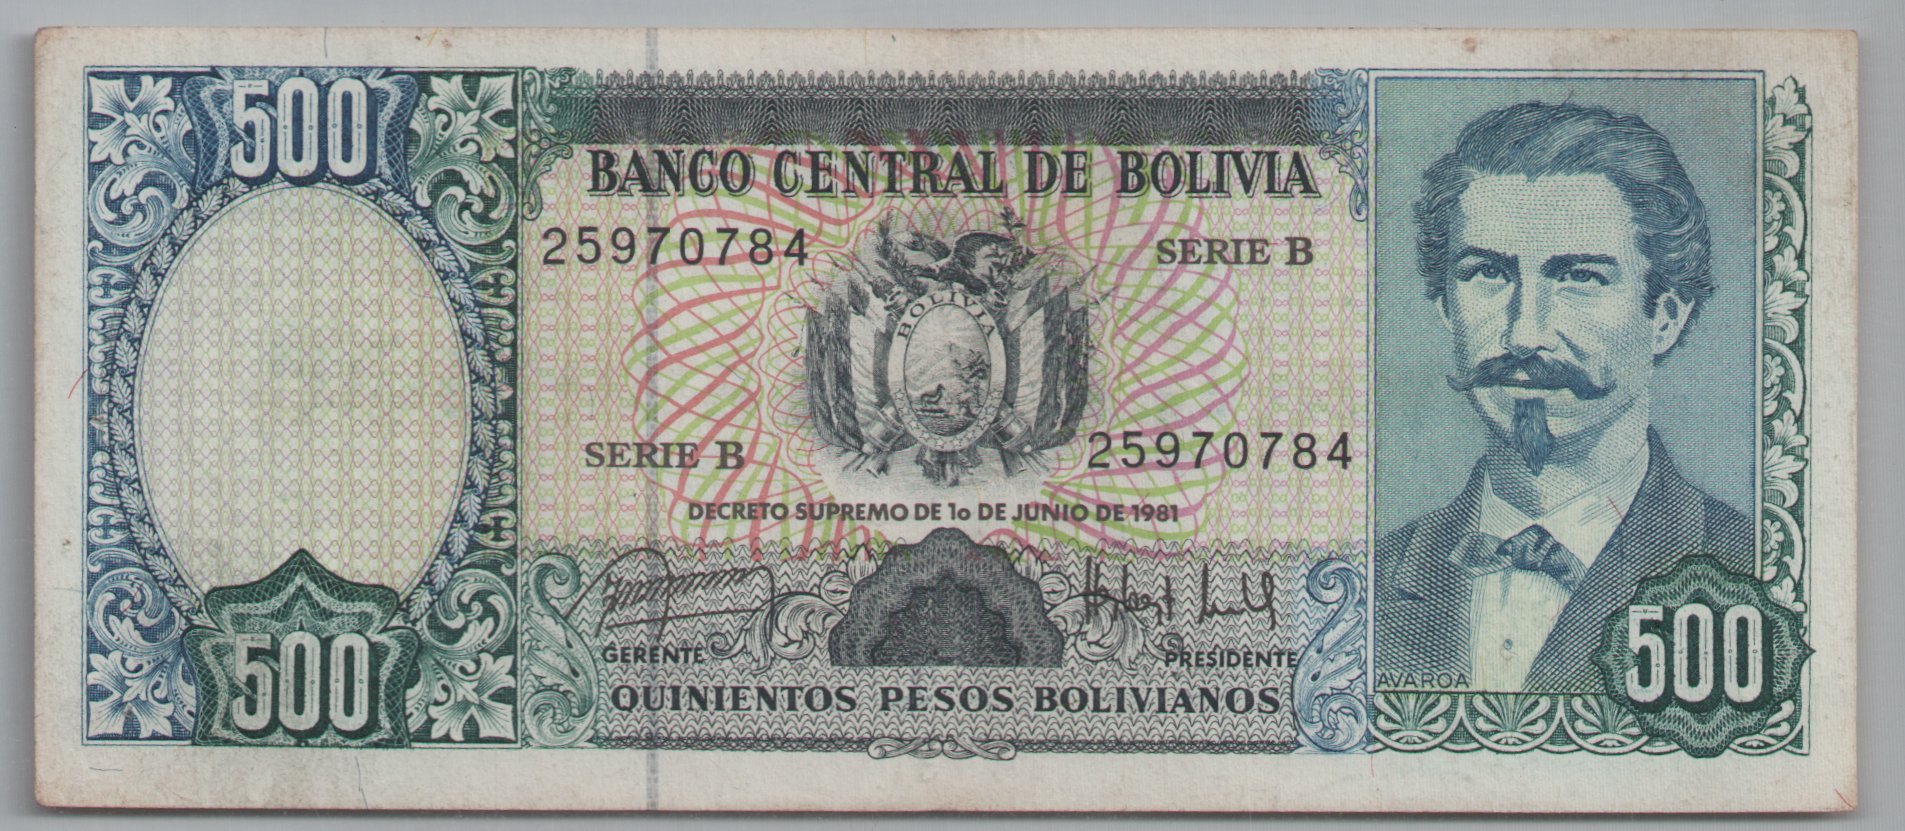 500
BANCO CENTRAL DE BOLIVIA
25970784
SERIE B
BOLIVIA
SERIE B
25970784
DECRETO SUPREMO DE 1o DE JUNIO DE 1981
GERENTE
PRESIDENTE
AVAROA
500
QUINIENTOS PESOS BOLIVIANOS
500